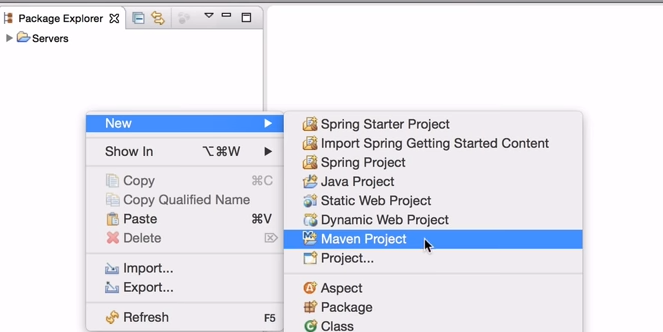 Package Explorer
Servers
New
Show In ⌥⌘W
Copy ⌘C
Copy Qualified Name
Paste ⌘V
Delete
Import...
Export...
Refresh F5
Spring Starter Project
Import Spring Getting Started Content
Spring Project
Java Project
Static Web Project
Dynamic Web Project
Maven Project
Project...
Aspect
Package
Class